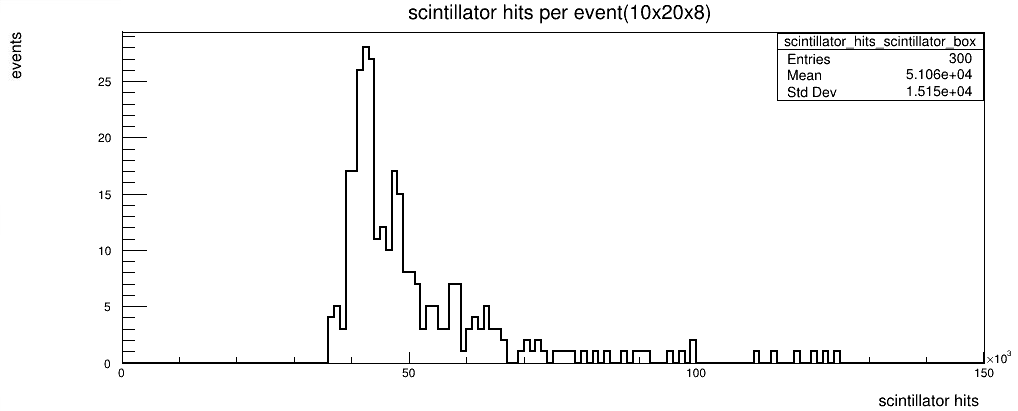 scintillator hits per event(10x20x8)
events
scintillator_hits_scintillator_box
Entries 300
Mean 5.106e+04
Std Dev 1.515e+04
25
20
15
10
5
0
0 50 100 150
×10³
scintillator hits